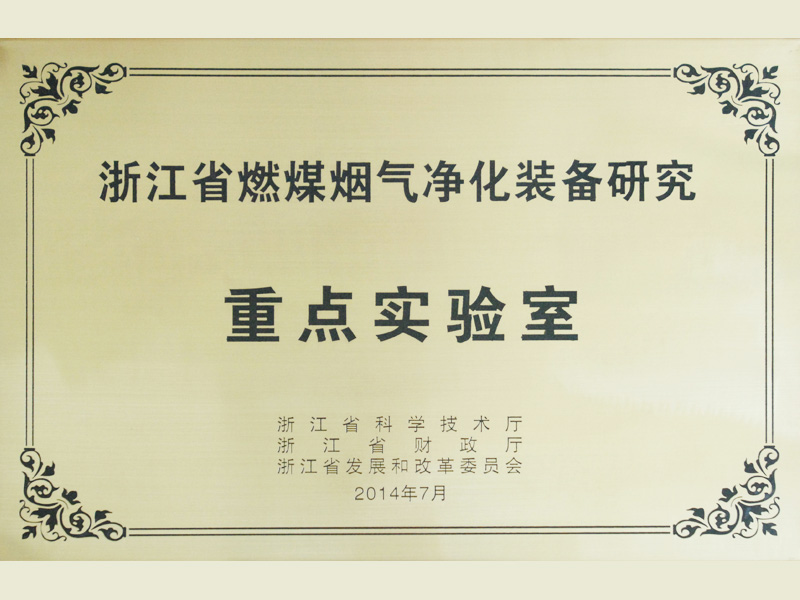 浙江省燃煤烟气净化装备研究
重点实验室
浙江省科学技术厅
浙江省财政厅
浙江省发展和改革委员会
2014年7月